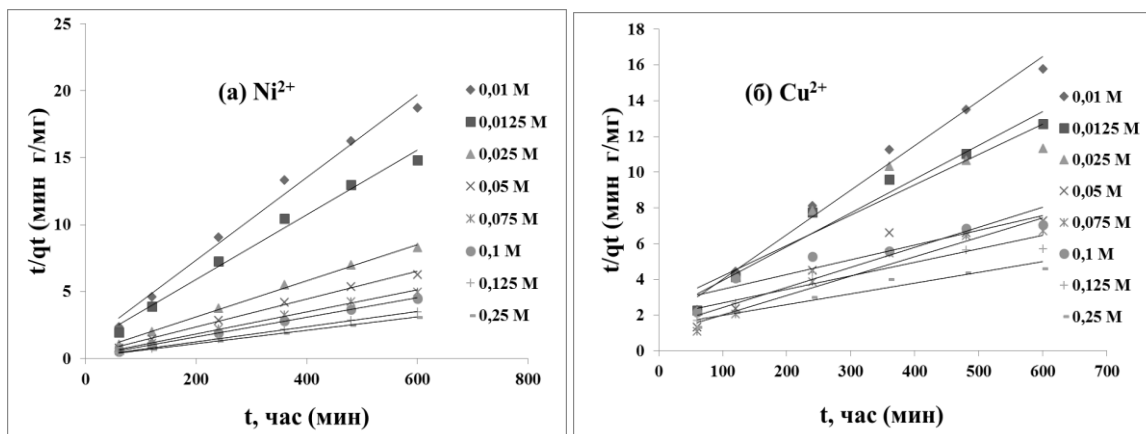 25
20
15
10
5
0
0
200
400
600
800
t/qt (мин г/мг)
t, час (мин)
(а) Ni²⁺
0,01 M
0,0125 M
0,025 M
0,05 M
0,075 M
0,1 M
0,125 M
0,25 M
18
16
14
12
10
8
6
4
2
0
0
100
200
300
400
500
600
700
t/qt (мин г/мг)
t, час (мин)
(б) Cu²⁺
0,01 M
0,0125 M
0,025 M
0,05 M
0,075 M
0,1 M
0,125 M
0,25 M